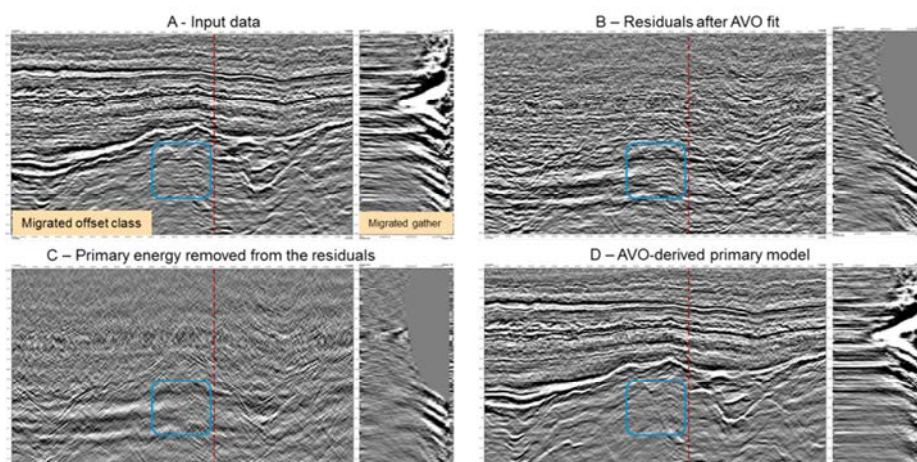 A - Input data
B – Residuals after AVO fit
Migrated offset class
Migrated gather
C – Primary energy removed from the residuals
D – AVO-derived primary model